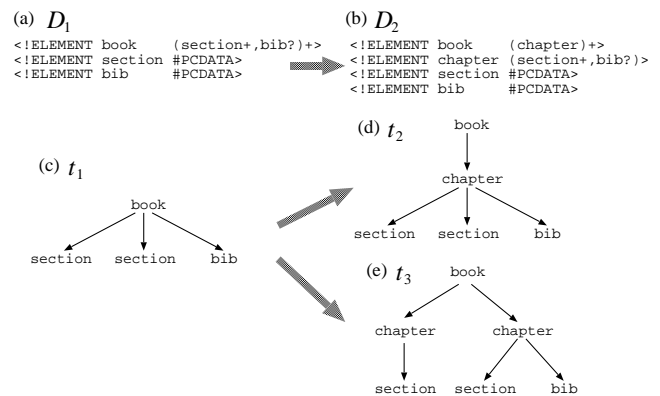 (a) D1
<!ELEMENT book (section+,bib?)+>
<!ELEMENT section #PCDATA>
<!ELEMENT bib #PCDATA>
(b) D2
<!ELEMENT book (chapter)+>
<!ELEMENT chapter (section+,bib?)>
<!ELEMENT section #PCDATA>
<!ELEMENT bib #PCDATA>
(c) t1
book
section section bib
(d) t2
book
chapter
section section bib
(e) t3
book
chapter chapter
section section bib